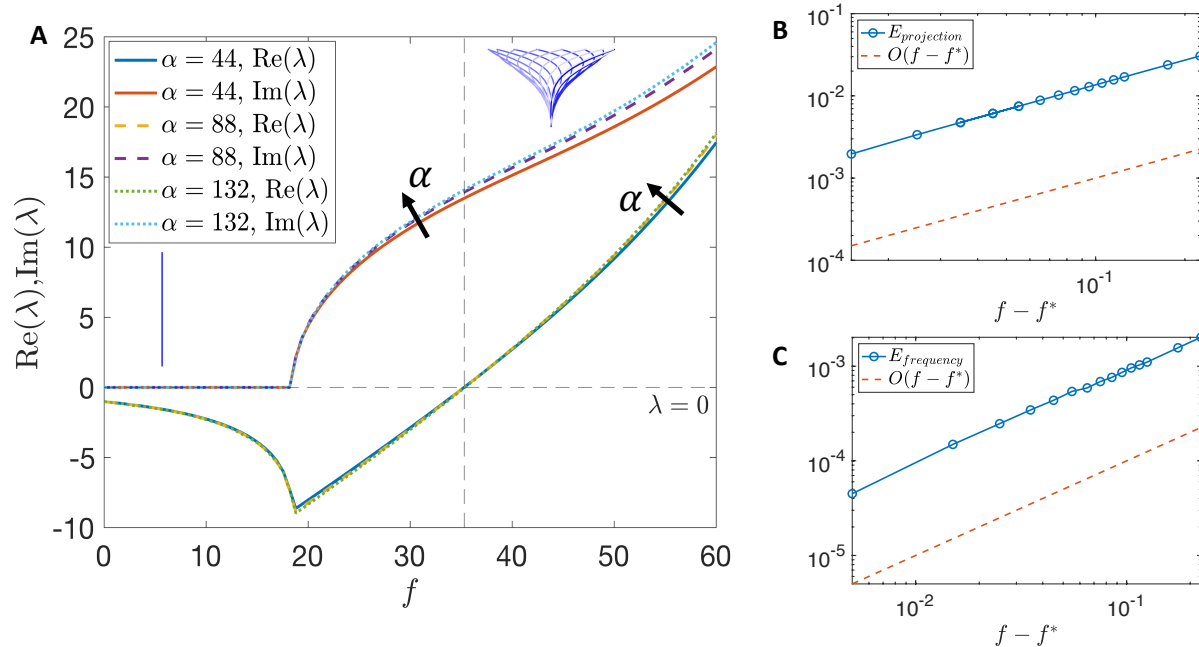 A
25
20
15
10
5
0
-5
-10
0
10
20
30
40
50
60
Re(λ),Im(λ)
f
α = 44, Re(λ)
α = 44, Im(λ)
α = 88, Re(λ)
α = 88, Im(λ)
α = 132, Re(λ)
α = 132, Im(λ)
α
α
λ = 0
B
10^-1
10^-2
10^-3
10^-4
10^-1
E_projection
O(f − f*)
f − f*
C
10^-3
10^-4
10^-5
10^-2
10^-1
E_frequency
O(f − f*)
f − f*